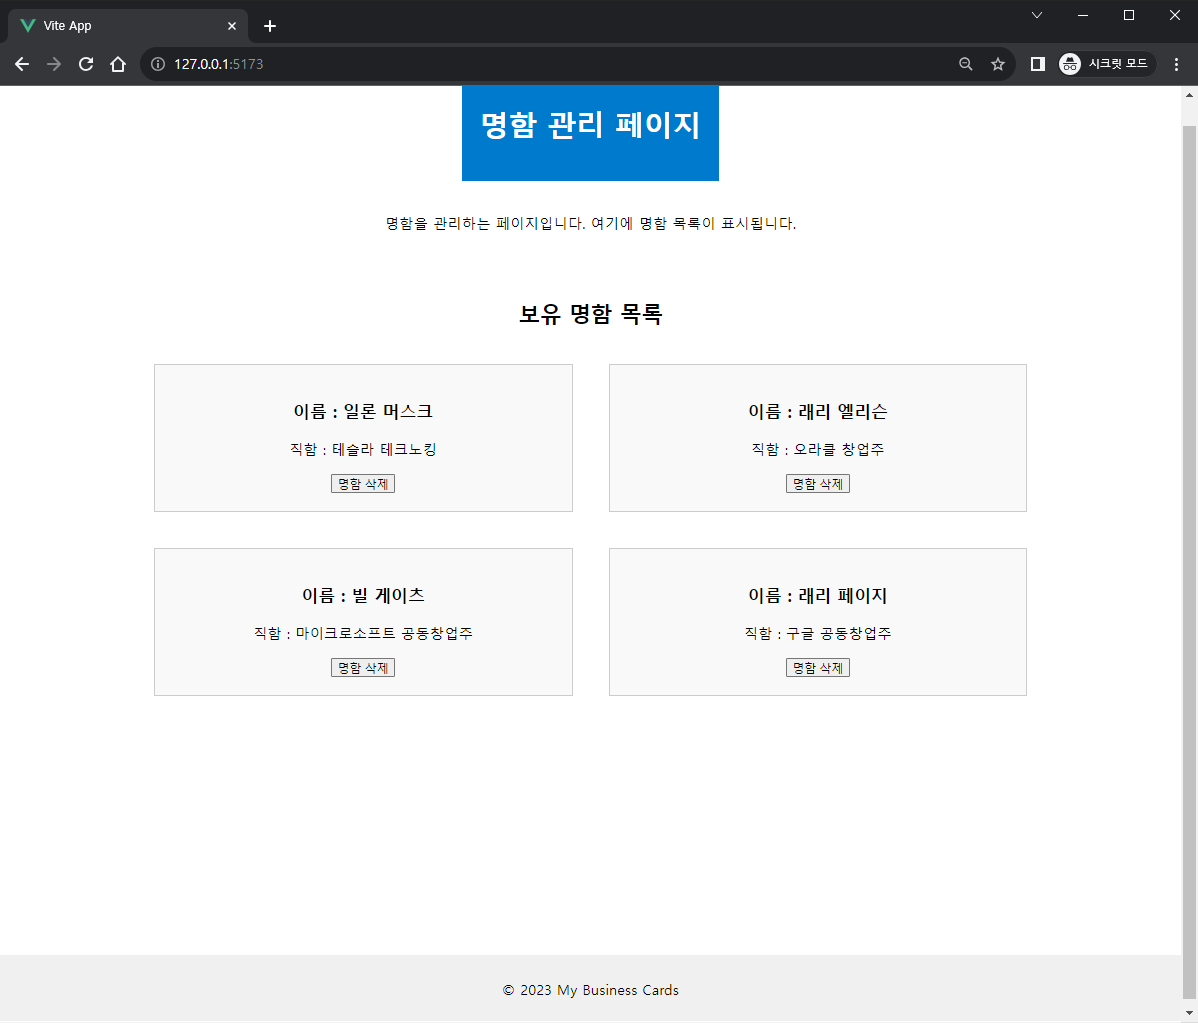 Vite App
127.0.0.1:5173
시크릿 모드
명함 관리 페이지
명함을 관리하는 페이지입니다. 여기에 명함 목록이 표시됩니다.
보유 명함 목록
이름 : 일론 머스크
직함 : 테슬라 테크노킹
명함 삭제
이름 : 래리 엘리슨
직함 : 오라클 창업주
명함 삭제
이름 : 빌 게이츠
직함 : 마이크로소프트 공동창업주
명함 삭제
이름 : 래리 페이지
직함 : 구글 공동창업주
명함 삭제
© 2023 My Business Cards